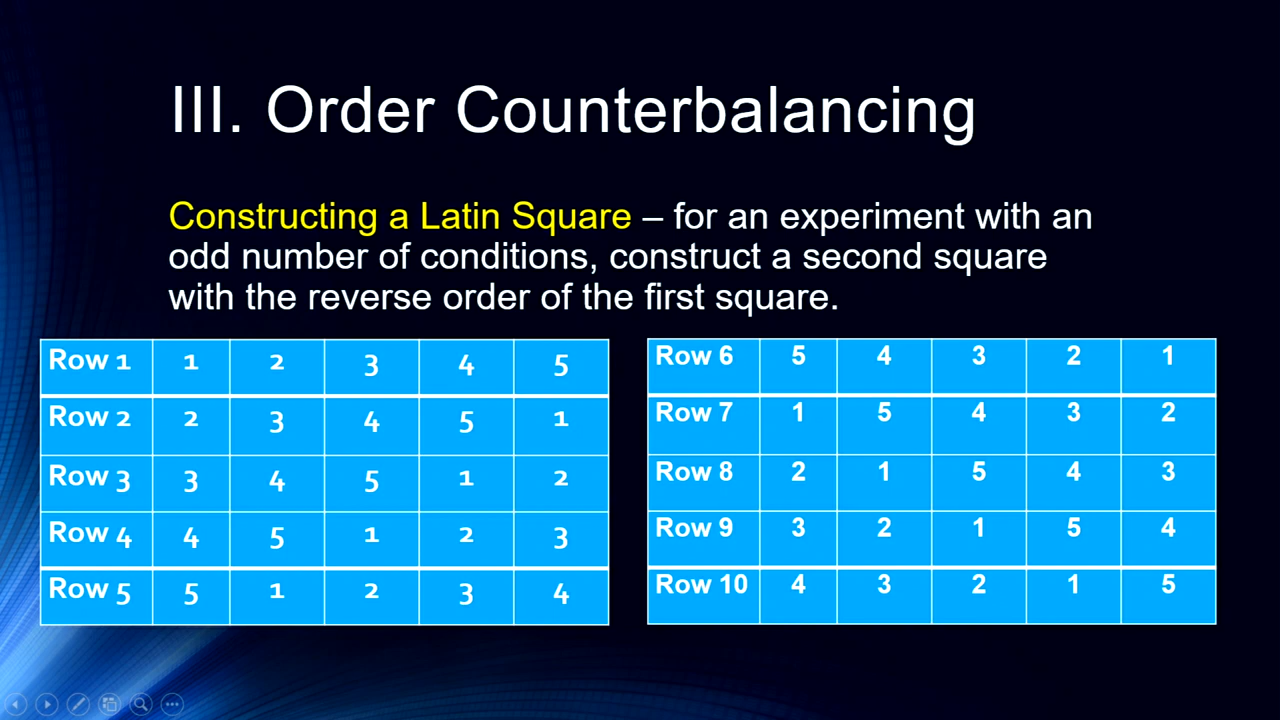 III. Order Counterbalancing
Constructing a Latin Square – for an experiment with an
odd number of conditions, construct a second square
with the reverse order of the first square.
Row 1 1 2 3 4 5
Row 2 2 3 4 5 1
Row 3 3 4 5 1 2
Row 4 4 5 1 2 3
Row 5 5 1 2 3 4
Row 6 5 4 3 2 1
Row 7 1 5 4 3 2
Row 8 2 1 5 4 3
Row 9 3 2 1 5 4
Row 10 4 3 2 1 5